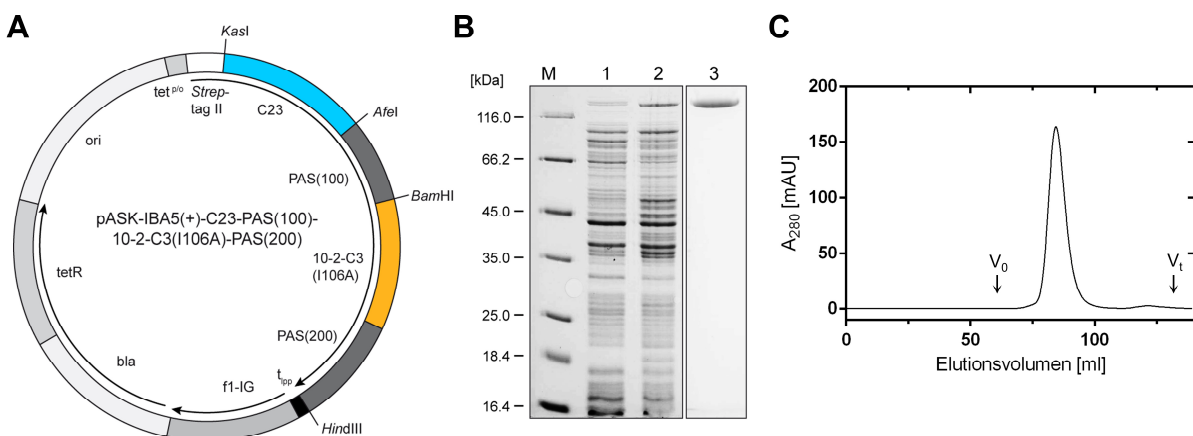 A
KasI
tet p/o
Strep-
tag II
C23
AfeI
ori
PAS(100)
BamHI
pASK-IBA5(+)-C23-PAS(100)-
10-2-C3(I106A)-PAS(200)
10-2-C3
(I106A)
tetR
PAS(200)
bla
tlpp
f1-IG
HindIII
B
[kDa] M 1 2 3
116.0
66.2
45.0
35.0
25.0
18.4
16.4
C
200
150
100
50
0
A280 [mAU]
V0
Vt
0 50 100
Elutionsvolumen [ml]